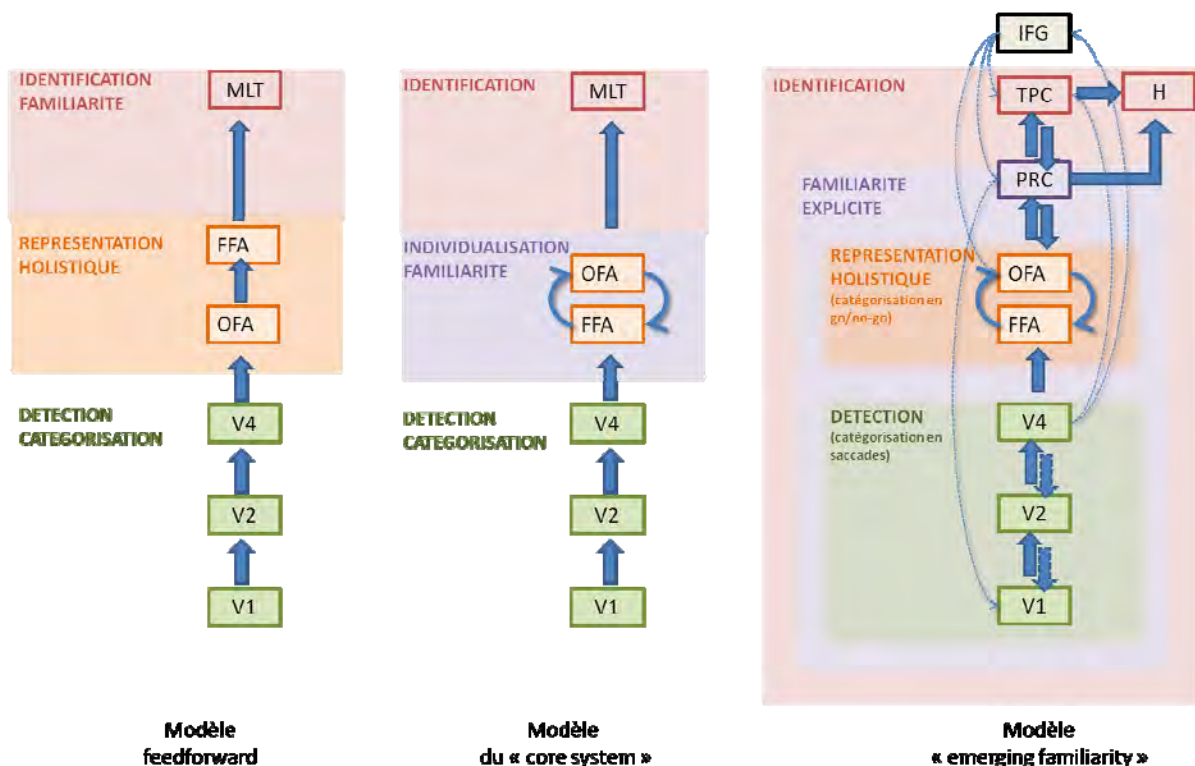 IDENTIFICATION
FAMILIARITE
MLT
REPRESENTATION
HOLISTIQUE
FFA
OFA
DETECTION
CATEGORISATION
V4
V2
V1
Modèle
feedforward
IDENTIFICATION
MLT
INDIVIDUALISATION
FAMILIARITE
OFA
FFA
DETECTION
CATEGORISATION
V4
V2
V1
Modèle
du « core system »
IFG
IDENTIFICATION
TPC
H
FAMILIARITE
EXPLICITE
PRC
REPRESENTATION
HOLISTIQUE
(catégorisation en
go/no-go)
OFA
FFA
DETECTION
(catégorisation en
saccades)
V4
V2
V1
Modèle
« emerging familiarity »